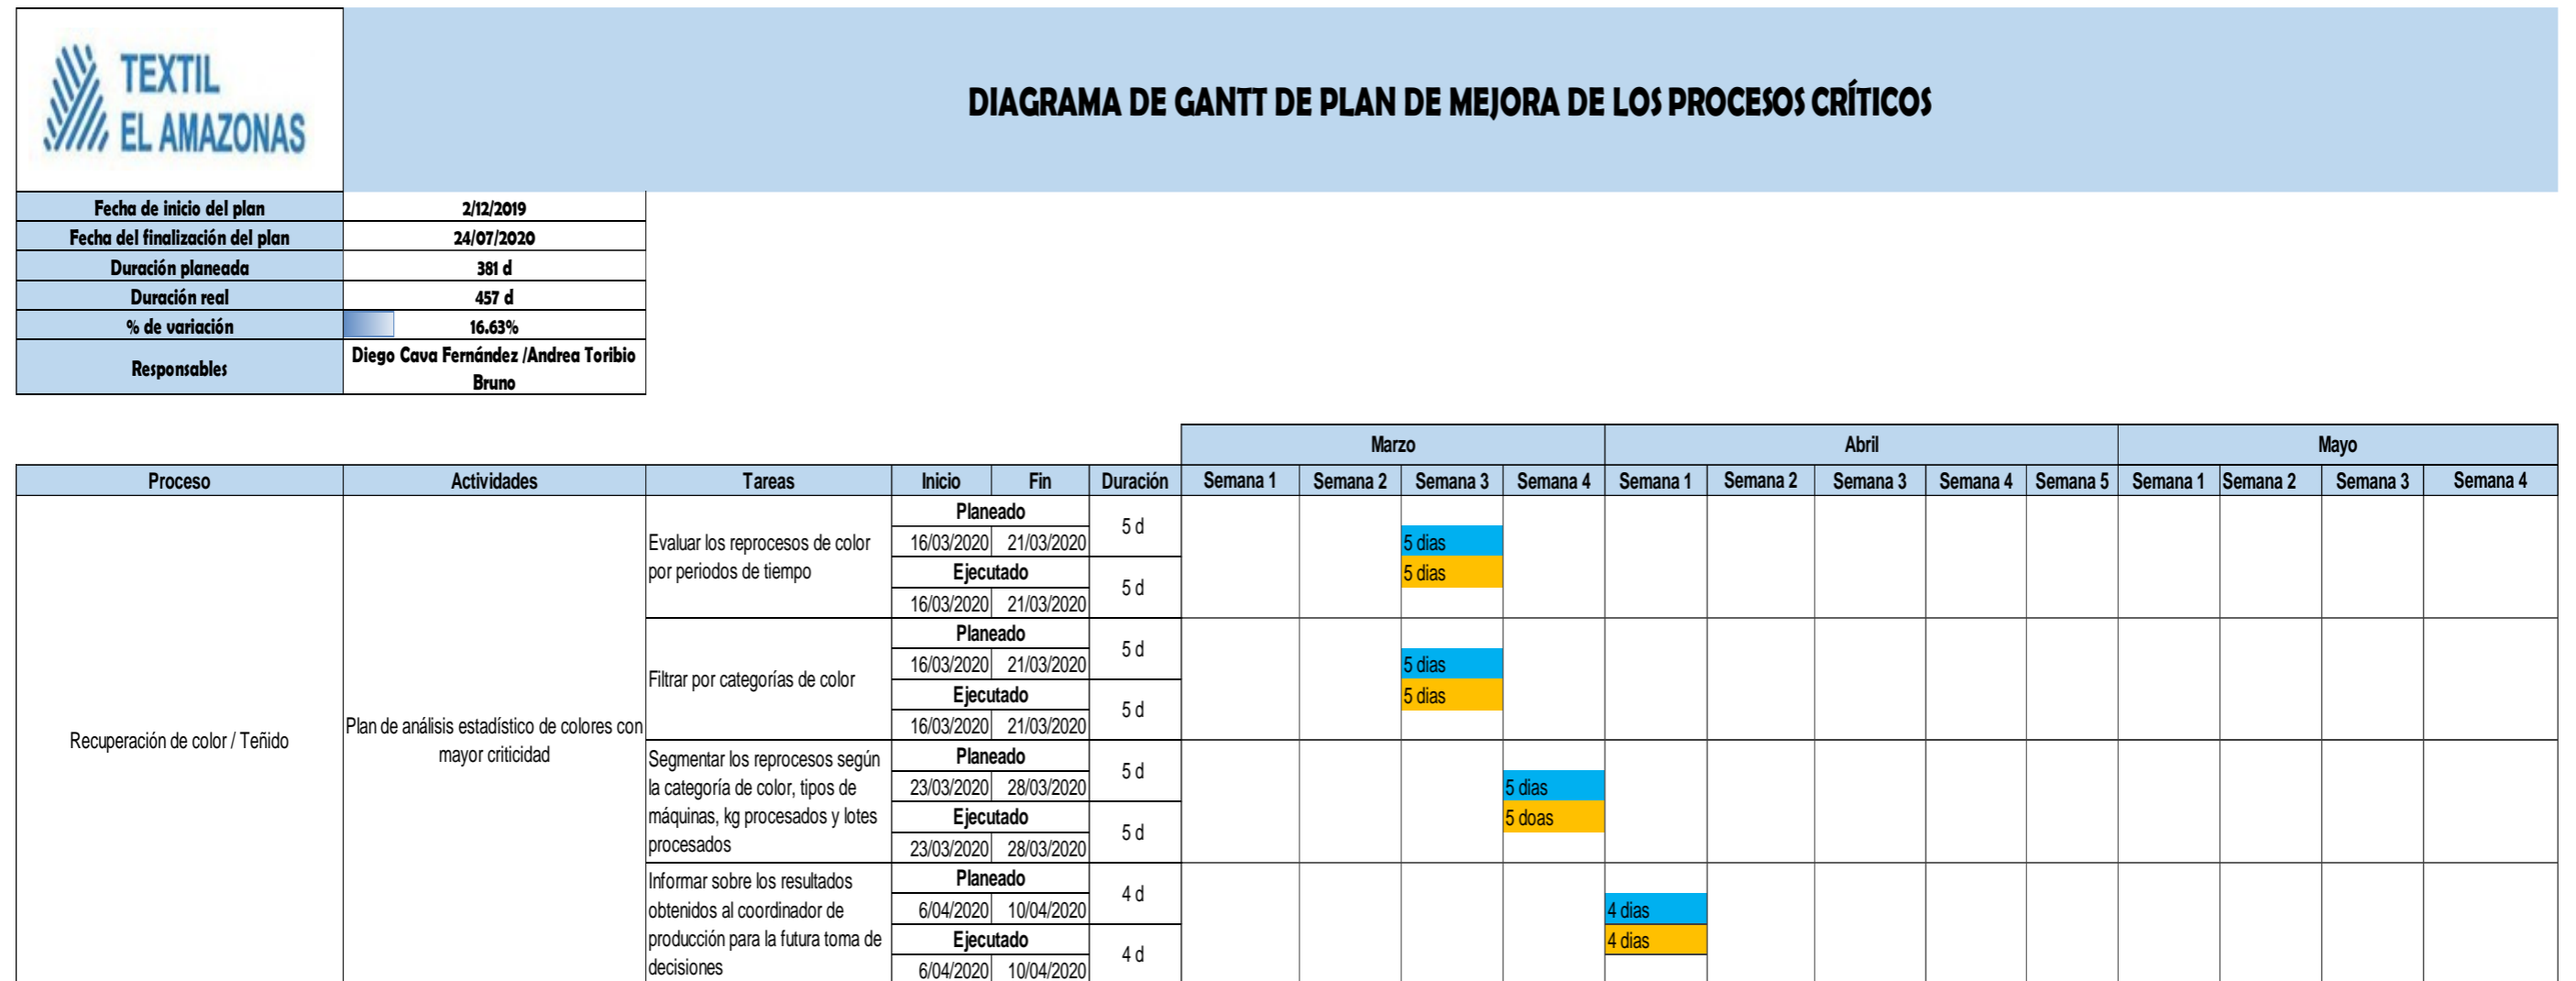 TEXTIL
EL AMAZONAS
DIAGRAMA DE GANTT DE PLAN DE MEJORA DE LOS PROCESOS CRÍTICOS
Fecha de inicio del plan 2/12/2019
Fecha del finalización del plan 24/07/2020
Duración planeada 381 d
Duración real 457 d
% de variación 16.63%
Responsables Diego Cava Fernández /Andrea Toribio
Bruno
Marzo Abril Mayo
Proceso Actividades Tareas Inicio Fin Duración Semana 1 Semana 2 Semana 3 Semana 4 Semana 1 Semana 2 Semana 3 Semana 4 Semana 5 Semana 1 Semana 2 Semana 3 Semana 4
Recuperación de color / Teñido
Plan de análisis estadístico de colores con
mayor criticidad
Evaluar los reprocesos de color
por periodos de tiempo
Planeado
5 d
16/03/2020 21/03/2020
5 dias
Ejecutado
5 dias
5 d
16/03/2020 21/03/2020
Filtrar por categorías de color
Planeado
5 d
16/03/2020 21/03/2020
5 dias
Ejecutado
5 dias
5 d
16/03/2020 21/03/2020
Segmentar los reprocesos según
la categoría de color, tipos de
máquinas, kg procesados y lotes
procesados
Planeado
5 d
23/03/2020 28/03/2020
5 dias
Ejecutado
5 doas
5 d
23/03/2020 28/03/2020
Informar sobre los resultados
obtenidos al coordinador de
producción para la futura toma de
decisiones
Planeado
4 d
6/04/2020 10/04/2020
4 dias
Ejecutado
4 dias
4 d
6/04/2020 10/04/2020